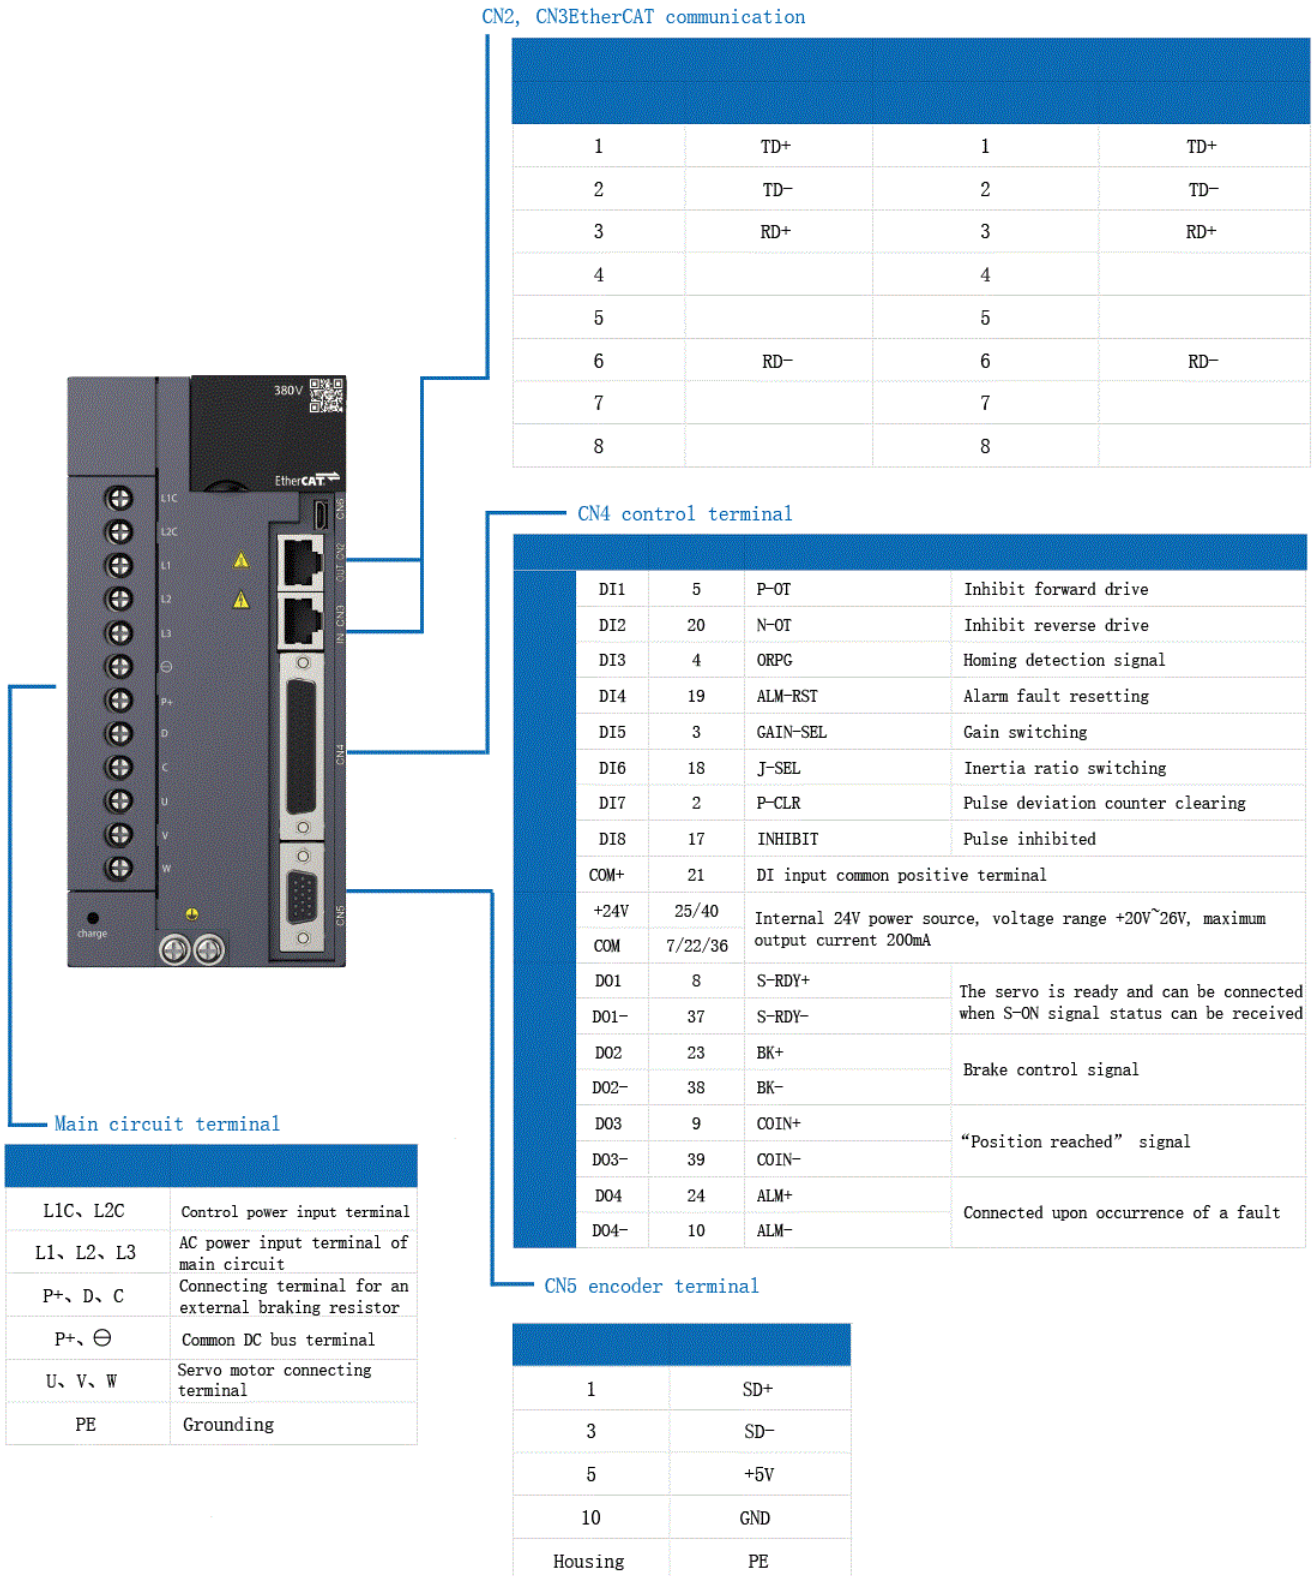 CN2, CN3EtherCAT communication
1 TD+ 1 TD+
2 TD- 2 TD-
3 RD+ 3 RD+
4 4
5 5
6 RD- 6 RD-
7 7
8 8
380V
EtherCAT
CN6
L1C
L2C
L1
L2
L3
⊖
P+
D
C
U
V
W
OUT CN2
IN CN3
CN4
CN5
charge
CN4 control terminal
DI1 5 P-OT Inhibit forward drive
DI2 20 N-OT Inhibit reverse drive
DI3 4 ORPG Homing detection signal
DI4 19 ALM-RST Alarm fault resetting
DI5 3 GAIN-SEL Gain switching
DI6 18 J-SEL Inertia ratio switching
DI7 2 P-CLR Pulse deviation counter clearing
DI8 17 INHIBIT Pulse inhibited
COM+ 21 DI input common positive terminal
+24V 25/40 Internal 24V power source, voltage range +20V~26V, maximum
COM 7/22/36 output current 200mA
DO1 8 S-RDY+ The servo is ready and can be connected
DO1- 37 S-RDY- when S-ON signal status can be received
DO2 23 BK+
Brake control signal
DO2- 38 BK-
DO3 9 COIN+
“Position reached” signal
DO3- 39 COIN-
DO4 24 ALM+
Connected upon occurrence of a fault
DO4- 10 ALM-
Main circuit terminal
L1C、L2C Control power input terminal
L1、L2、L3 AC power input terminal of
main circuit
P+、D、C Connecting terminal for an
external braking resistor
P+、⊖ Common DC bus terminal
U、V、W Servo motor connecting
terminal
PE Grounding
CN5 encoder terminal
1 SD+
3 SD-
5 +5V
10 GND
Housing PE